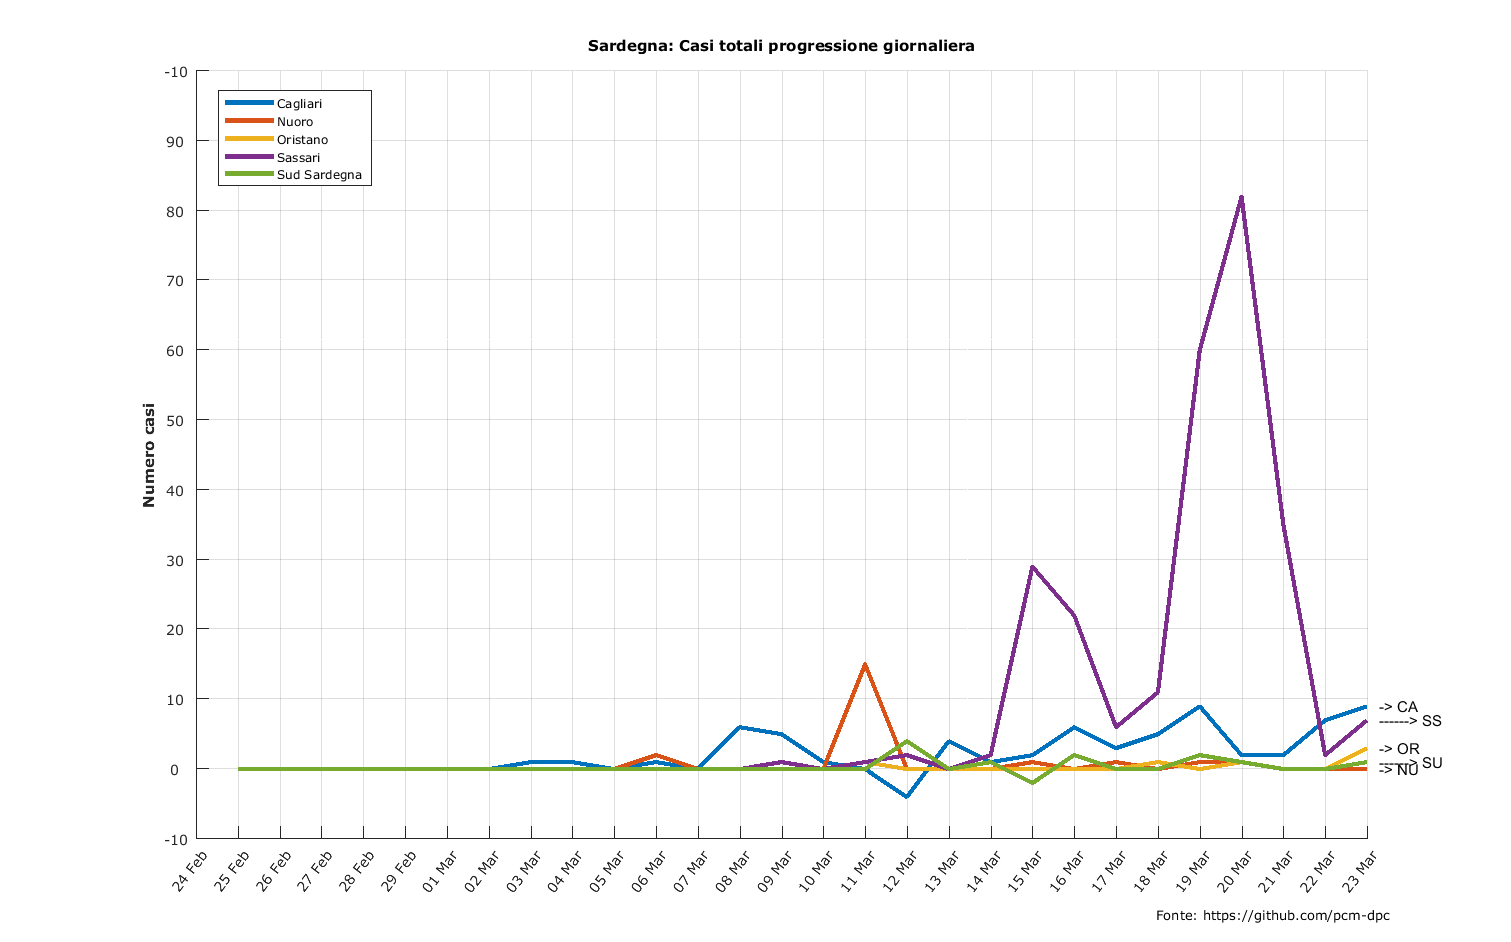 Sardegna: Casi totali progressione giornaliera
-10
90
80
70
60
50
40
30
20
10
0
-10
Numero casi
Cagliari
Nuoro
Oristano
Sassari
Sud Sardegna
-> CA
------> SS
-> OR
------> SU
-> NU
24 Feb
25 Feb
26 Feb
27 Feb
28 Feb
29 Feb
01 Mar
02 Mar
03 Mar
04 Mar
05 Mar
06 Mar
07 Mar
08 Mar
09 Mar
10 Mar
11 Mar
12 Mar
13 Mar
14 Mar
15 Mar
16 Mar
17 Mar
18 Mar
19 Mar
20 Mar
21 Mar
22 Mar
23 Mar
Fonte: https://github.com/pcm-dpc